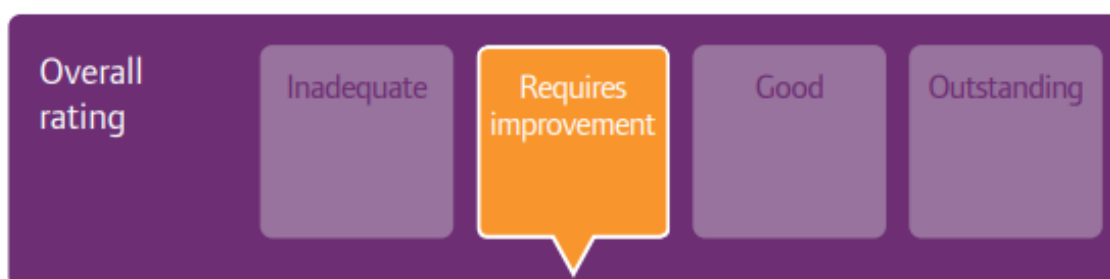 Overall
rating
Inadequate
Requires
improvement
Good
Outstanding